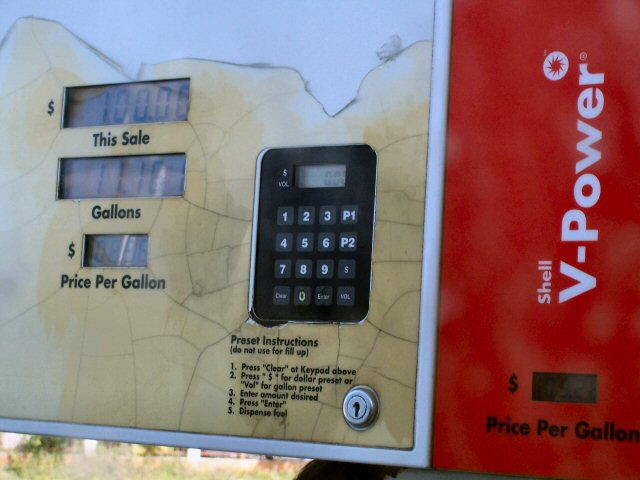 $
This Sale
Gallons
$
Price Per Gallon
$
VOL
1 2 3 P1
4 5 6 P2
7 8 9 S
Clear 0 Enter VOL
Preset Instructions
(do not use for fill up)
1. Press "Clear" at Keypad above
2. Press "$" for dollar preset or
"Vol" for gallon preset
3. Enter amount desired
4. Press "Enter"
5. Dispense fuel
Shell
V-Power
$
Price Per Gallon